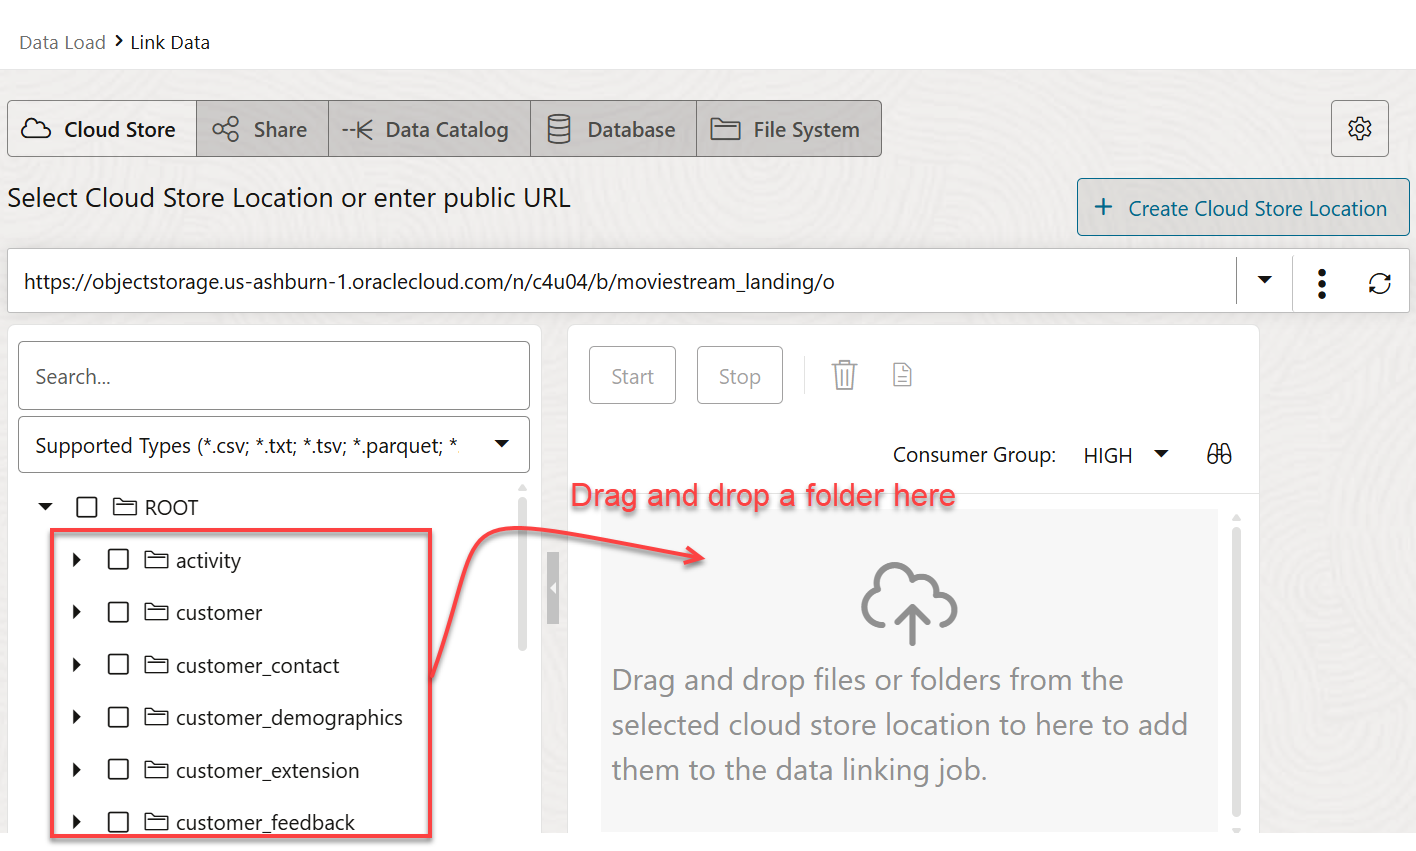 Data Load > Link Data
Cloud Store Share Data Catalog Database File System
Select Cloud Store Location or enter public URL
+ Create Cloud Store Location
https://objectstorage.us-ashburn-1.oraclecloud.com/n/c4u04/b/moviestream_landing/o
Search...
Supported Types (*.csv; *.txt; *.tsv; *.parquet; *.
ROOT
activity
customer
customer_contact
customer_demographics
customer_extension
customer_feedback
Start Stop
Consumer Group: HIGH
Drag and drop a folder here
Drag and drop files or folders from the
selected cloud store location to here to add
them to the data linking job.